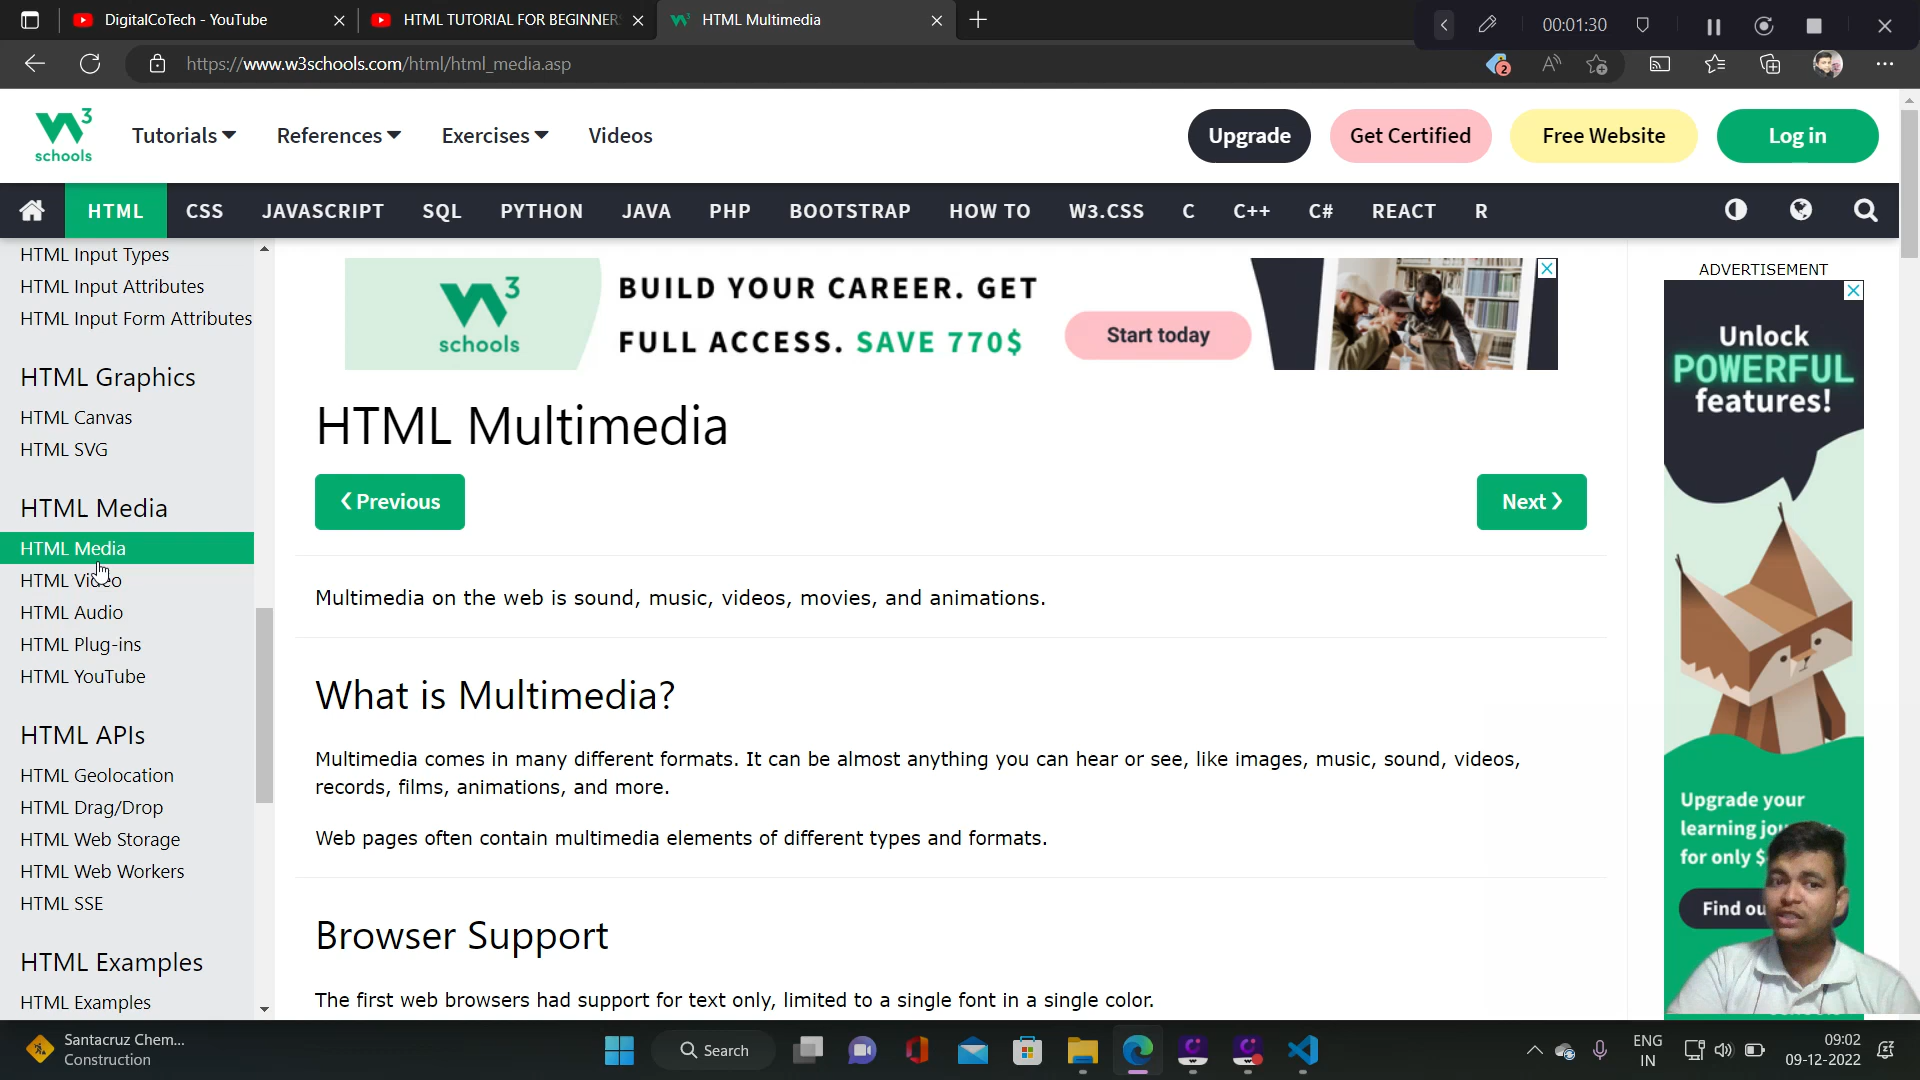 DigitalCoTech - YouTube
HTML TUTORIAL FOR BEGINNERS
HTML Multimedia
00:01:30
https://www.w3schools.com/html/html_media.asp
2
W3
schools
Tutorials
References
Exercises
Videos
Upgrade
Get Certified
Free Website
Log in
HTML
CSS
JAVASCRIPT
SQL
PYTHON
JAVA
PHP
BOOTSTRAP
HOW TO
W3.CSS
C
C++
C#
REACT
R
HTML Input Types
HTML Input Attributes
HTML Input Form Attributes
HTML Graphics
HTML Canvas
HTML SVG
HTML Media
HTML Media
HTML Video
HTML Audio
HTML Plug-ins
HTML YouTube
HTML APIs
HTML Geolocation
HTML Drag/Drop
HTML Web Storage
HTML Web Workers
HTML SSE
HTML Examples
HTML Examples
W3
schools
BUILD YOUR CAREER. GET
FULL ACCESS. SAVE 770$
Start today
HTML Multimedia
❮ Previous
Next ❯
Multimedia on the web is sound, music, videos, movies, and animations.
What is Multimedia?
Multimedia comes in many different formats. It can be almost anything you can hear or see, like images, music, sound, videos,
records, films, animations, and more.
Web pages often contain multimedia elements of different types and formats.
Browser Support
The first web browsers had support for text only, limited to a single font in a single color.
ADVERTISEMENT
Unlock
POWERFUL
features!
Upgrade your
learning
for only $
Find
Santacruz Chem...
Construction
Search
ENG
IN
09:02
09-12-2022